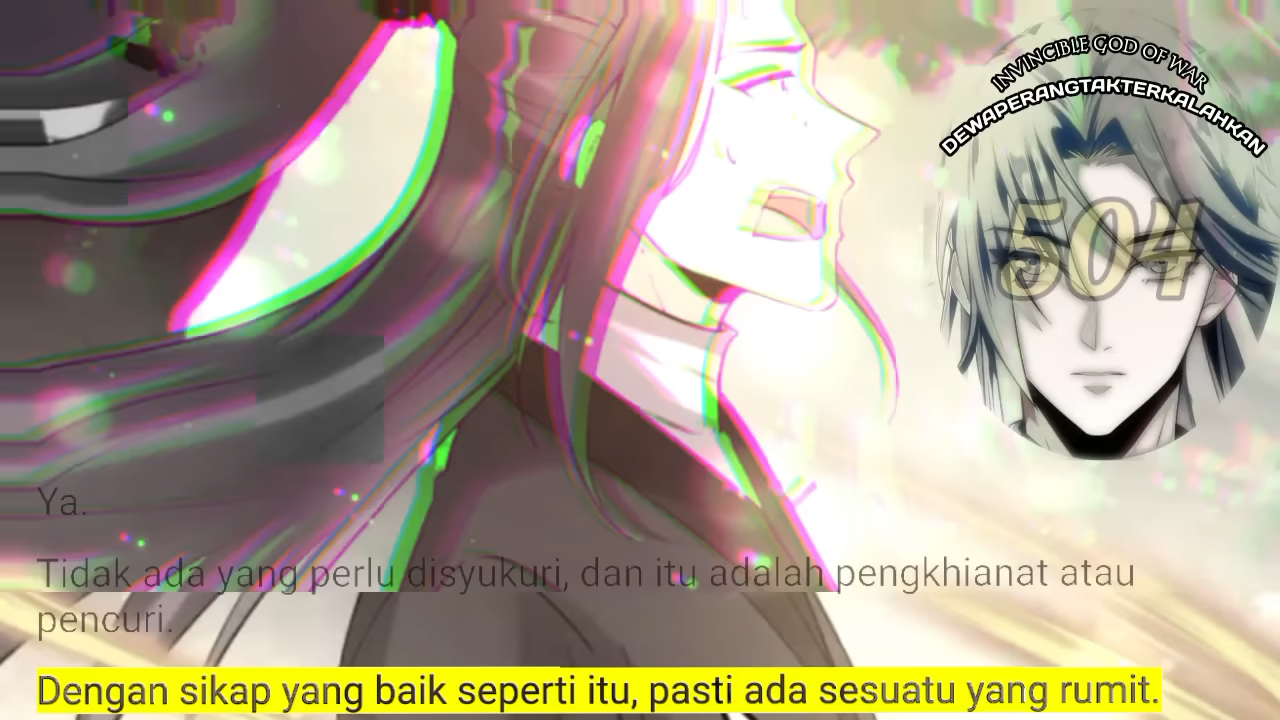 INVINCIBLE GOD OF WAR
DEWAPERANGTAKTERKALAHKAN
504
Ya.
Tidak ada yang perlu disyukuri, dan itu adalah pengkhianat atau
pencuri.
Dengan sikap yang baik seperti itu, pasti ada sesuatu yang rumit.